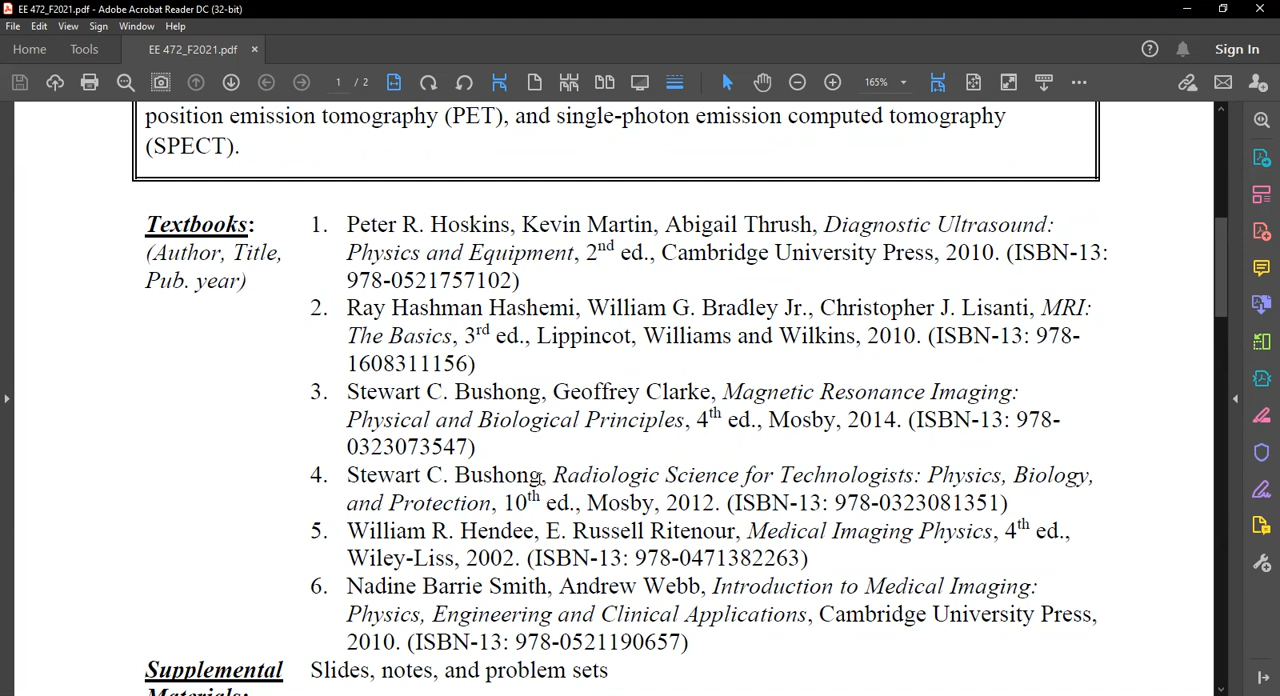 EE 472_F2021.pdf - Adobe Acrobat Reader DC (32-bit)
File Edit View Sign Window Help
Home Tools EE 472_F2021.pdf × Sign In
1 / 2 165%
position emission tomography (PET), and single-photon emission computed tomography
(SPECT).
Textbooks: 1. Peter R. Hoskins, Kevin Martin, Abigail Thrush, Diagnostic Ultrasound:
(Author, Title, Physics and Equipment, 2nd ed., Cambridge University Press, 2010. (ISBN-13:
Pub. year) 978-0521757102)
2. Ray Hashman Hashemi, William G. Bradley Jr., Christopher J. Lisanti, MRI:
The Basics, 3rd ed., Lippincot, Williams and Wilkins, 2010. (ISBN-13: 978-
1608311156)
3. Stewart C. Bushong, Geoffrey Clarke, Magnetic Resonance Imaging:
Physical and Biological Principles, 4th ed., Mosby, 2014. (ISBN-13: 978-
0323073547)
4. Stewart C. Bushong, Radiologic Science for Technologists: Physics, Biology,
and Protection, 10th ed., Mosby, 2012. (ISBN-13: 978-0323081351)
5. William R. Hendee, E. Russell Ritenour, Medical Imaging Physics, 4th ed.,
Wiley-Liss, 2002. (ISBN-13: 978-0471382263)
6. Nadine Barrie Smith, Andrew Webb, Introduction to Medical Imaging:
Physics, Engineering and Clinical Applications, Cambridge University Press,
2010. (ISBN-13: 978-0521190657)
Supplemental Slides, notes, and problem sets
Materials: